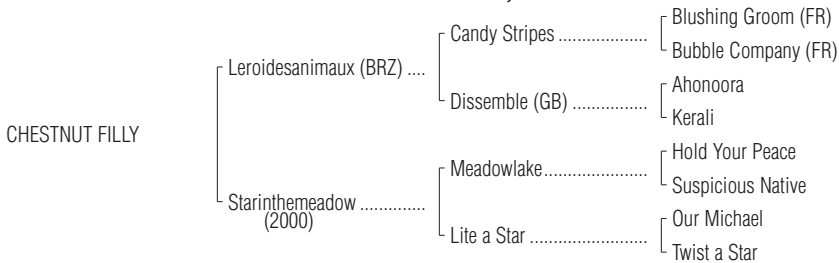 Blushing Groom (FR)
Candy Stripes ....................
Bubble Company (FR)
Leroidesanimaux (BRZ) ....
Ahonoora
Dissemble (GB) .................
Kerali
CHESTNUT FILLY
Hold Your Peace
Meadowlake.......................
Suspicious Native
Starinthemeadow ..............
(2000)
Our Michael
Lite a Star ..........................
Twist a Star